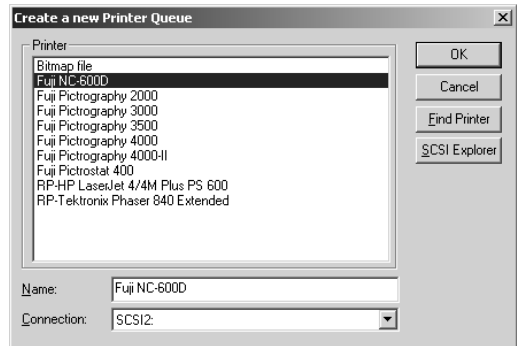 Create a new Printer Queue
Printer
Bitmap file
Fuji NC-600D
Fuji Pictrography 2000
Fuji Pictrography 3000
Fuji Pictrography 3500
Fuji Pictrography 4000
Fuji Pictrography 4000-II
Fuji Pictrostat 400
RP-HP LaserJet 4/4M Plus PS 600
RP-Tektronix Phaser 840 Extended
OK
Cancel
Find Printer
SCSI Explorer
Name: Fuji NC-600D
Connection: SCSI2: